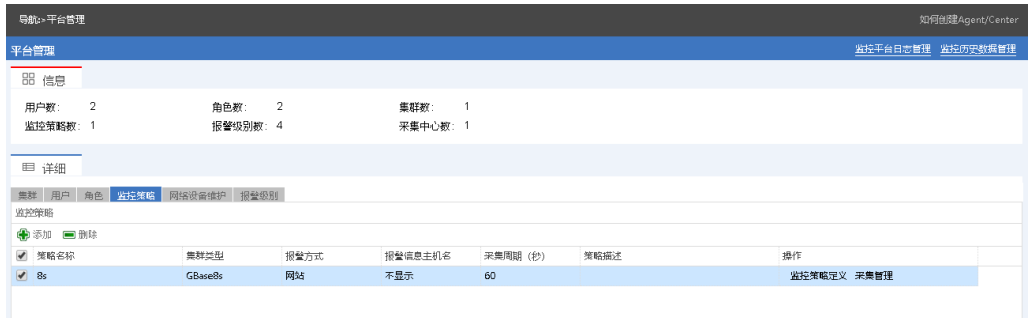 导航:>平台管理 如何创建Agent/Center
平台管理 监控平台日志管理 监控历史数据管理
信息
用户数: 2 角色数: 2 集群数: 1
监控策略数: 1 报警级别数: 4 采集中心数: 1
详细
集群 用户 角色 监控策略 网络设备维护 报警级别
监控策略
添加 删除
策略名称 集群类型 报警方式 报警信息主机名 采集周期（秒） 策略描述 操作
8s GBase8s 网站 不显示 60 监控策略定义 采集管理